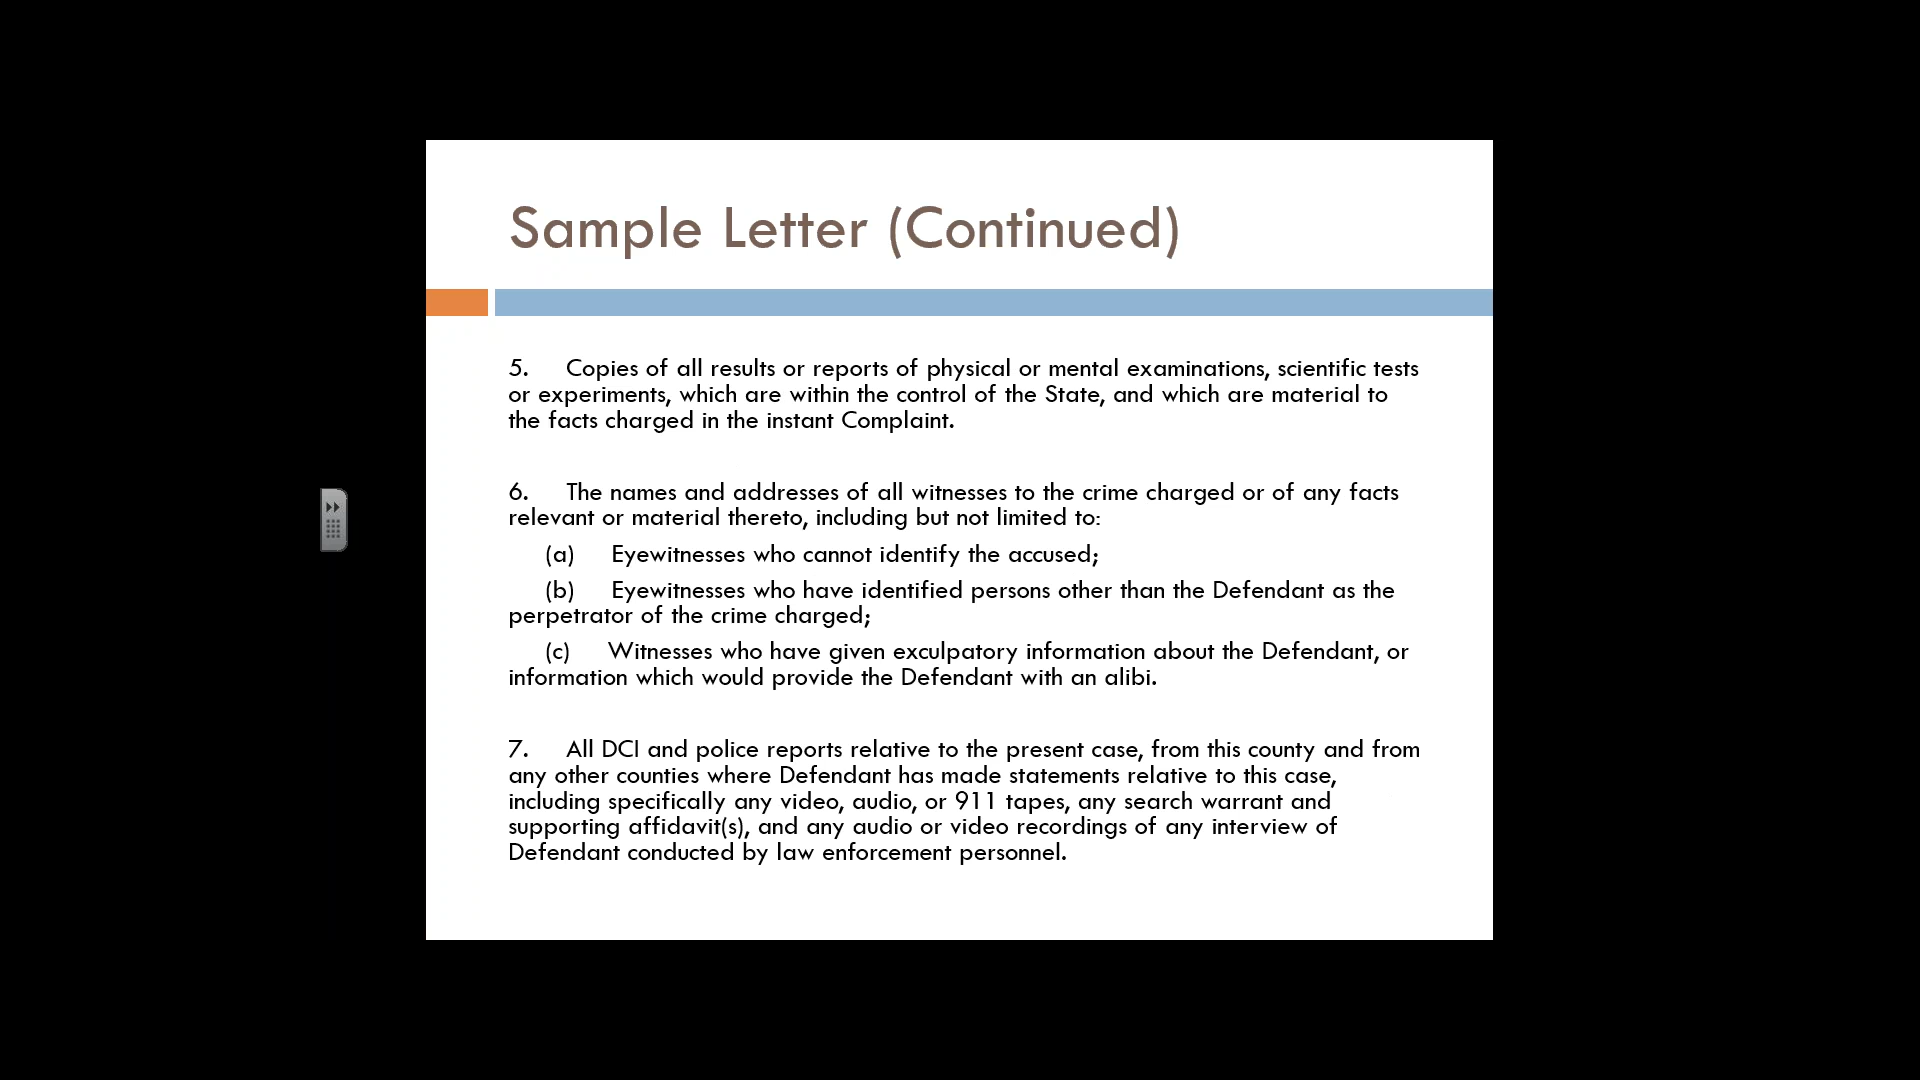 Sample Letter (Continued)
5. Copies of all results or reports of physical or mental examinations, scientific tests
or experiments, which are within the control of the State, and which are material to
the facts charged in the instant Complaint.
6. The names and addresses of all witnesses to the crime charged or of any facts
relevant or material thereto, including but not limited to:
(a) Eyewitnesses who cannot identify the accused;
(b) Eyewitnesses who have identified persons other than the Defendant as the
perpetrator of the crime charged;
(c) Witnesses who have given exculpatory information about the Defendant, or
information which would provide the Defendant with an alibi.
7. All DCI and police reports relative to the present case, from this county and from
any other counties where Defendant has made statements relative to this case,
including specifically any video, audio, or 911 tapes, any search warrant and
supporting affidavit(s), and any audio or video recordings of any interview of
Defendant conducted by law enforcement personnel.